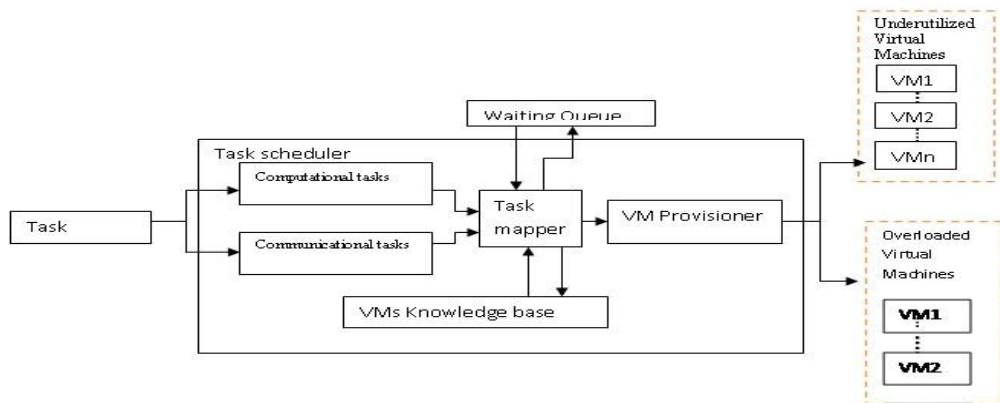 Underutilized
Virtual
Machines
VM1
VM2
VMn
Waiting Queue
Task scheduler
Computational tasks
Communicational tasks
Task
Task
mapper
VM Provisioner
VMs Knowledge base
Overloaded
Virtual
Machines
VM1
VM2